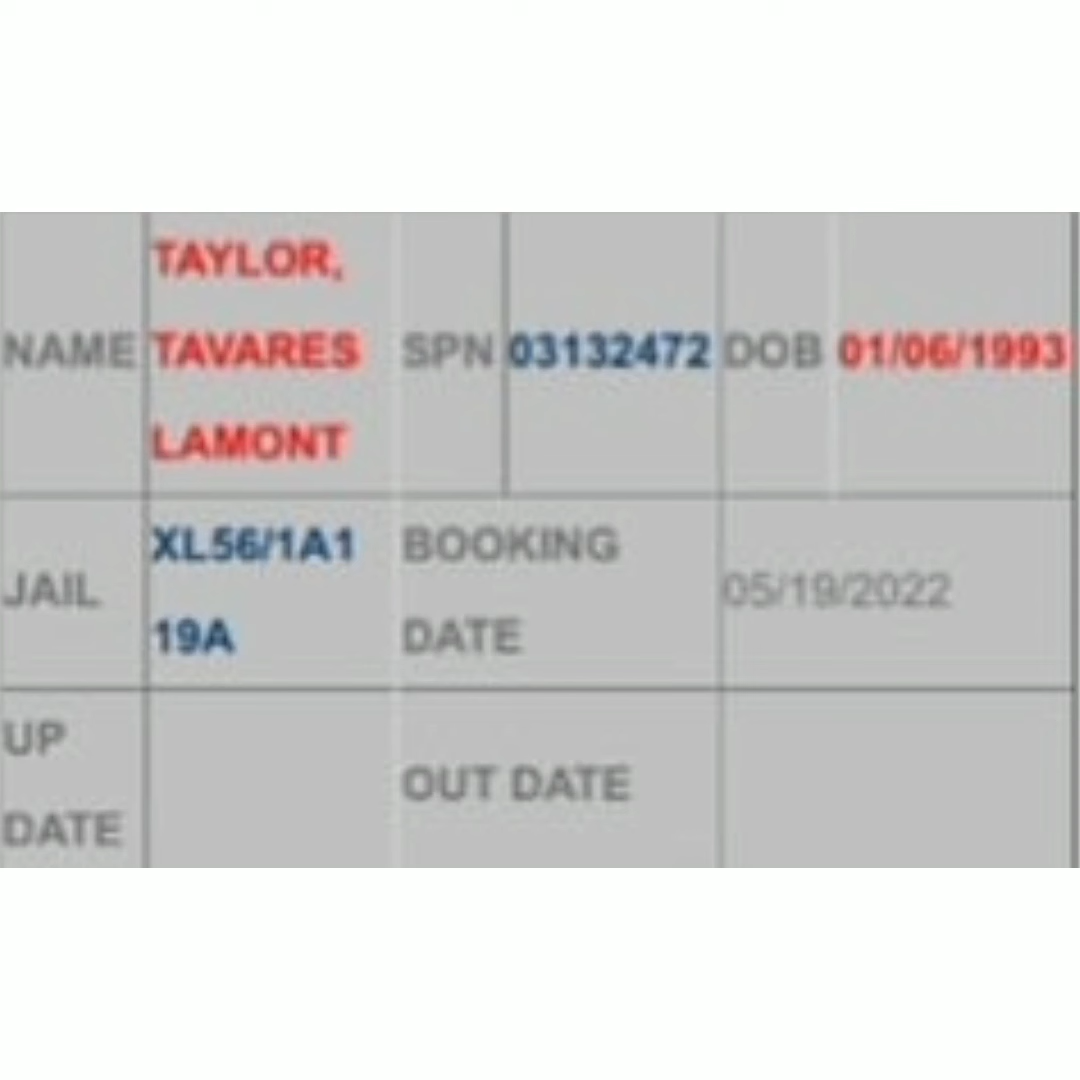 TAYLOR,
NAME TAVARES SPN 03132472 DOB 01/06/1993
LAMONT
XL56/1A1 BOOKING
JAIL 05/19/2022
19A DATE
UP
OUT DATE
DATE